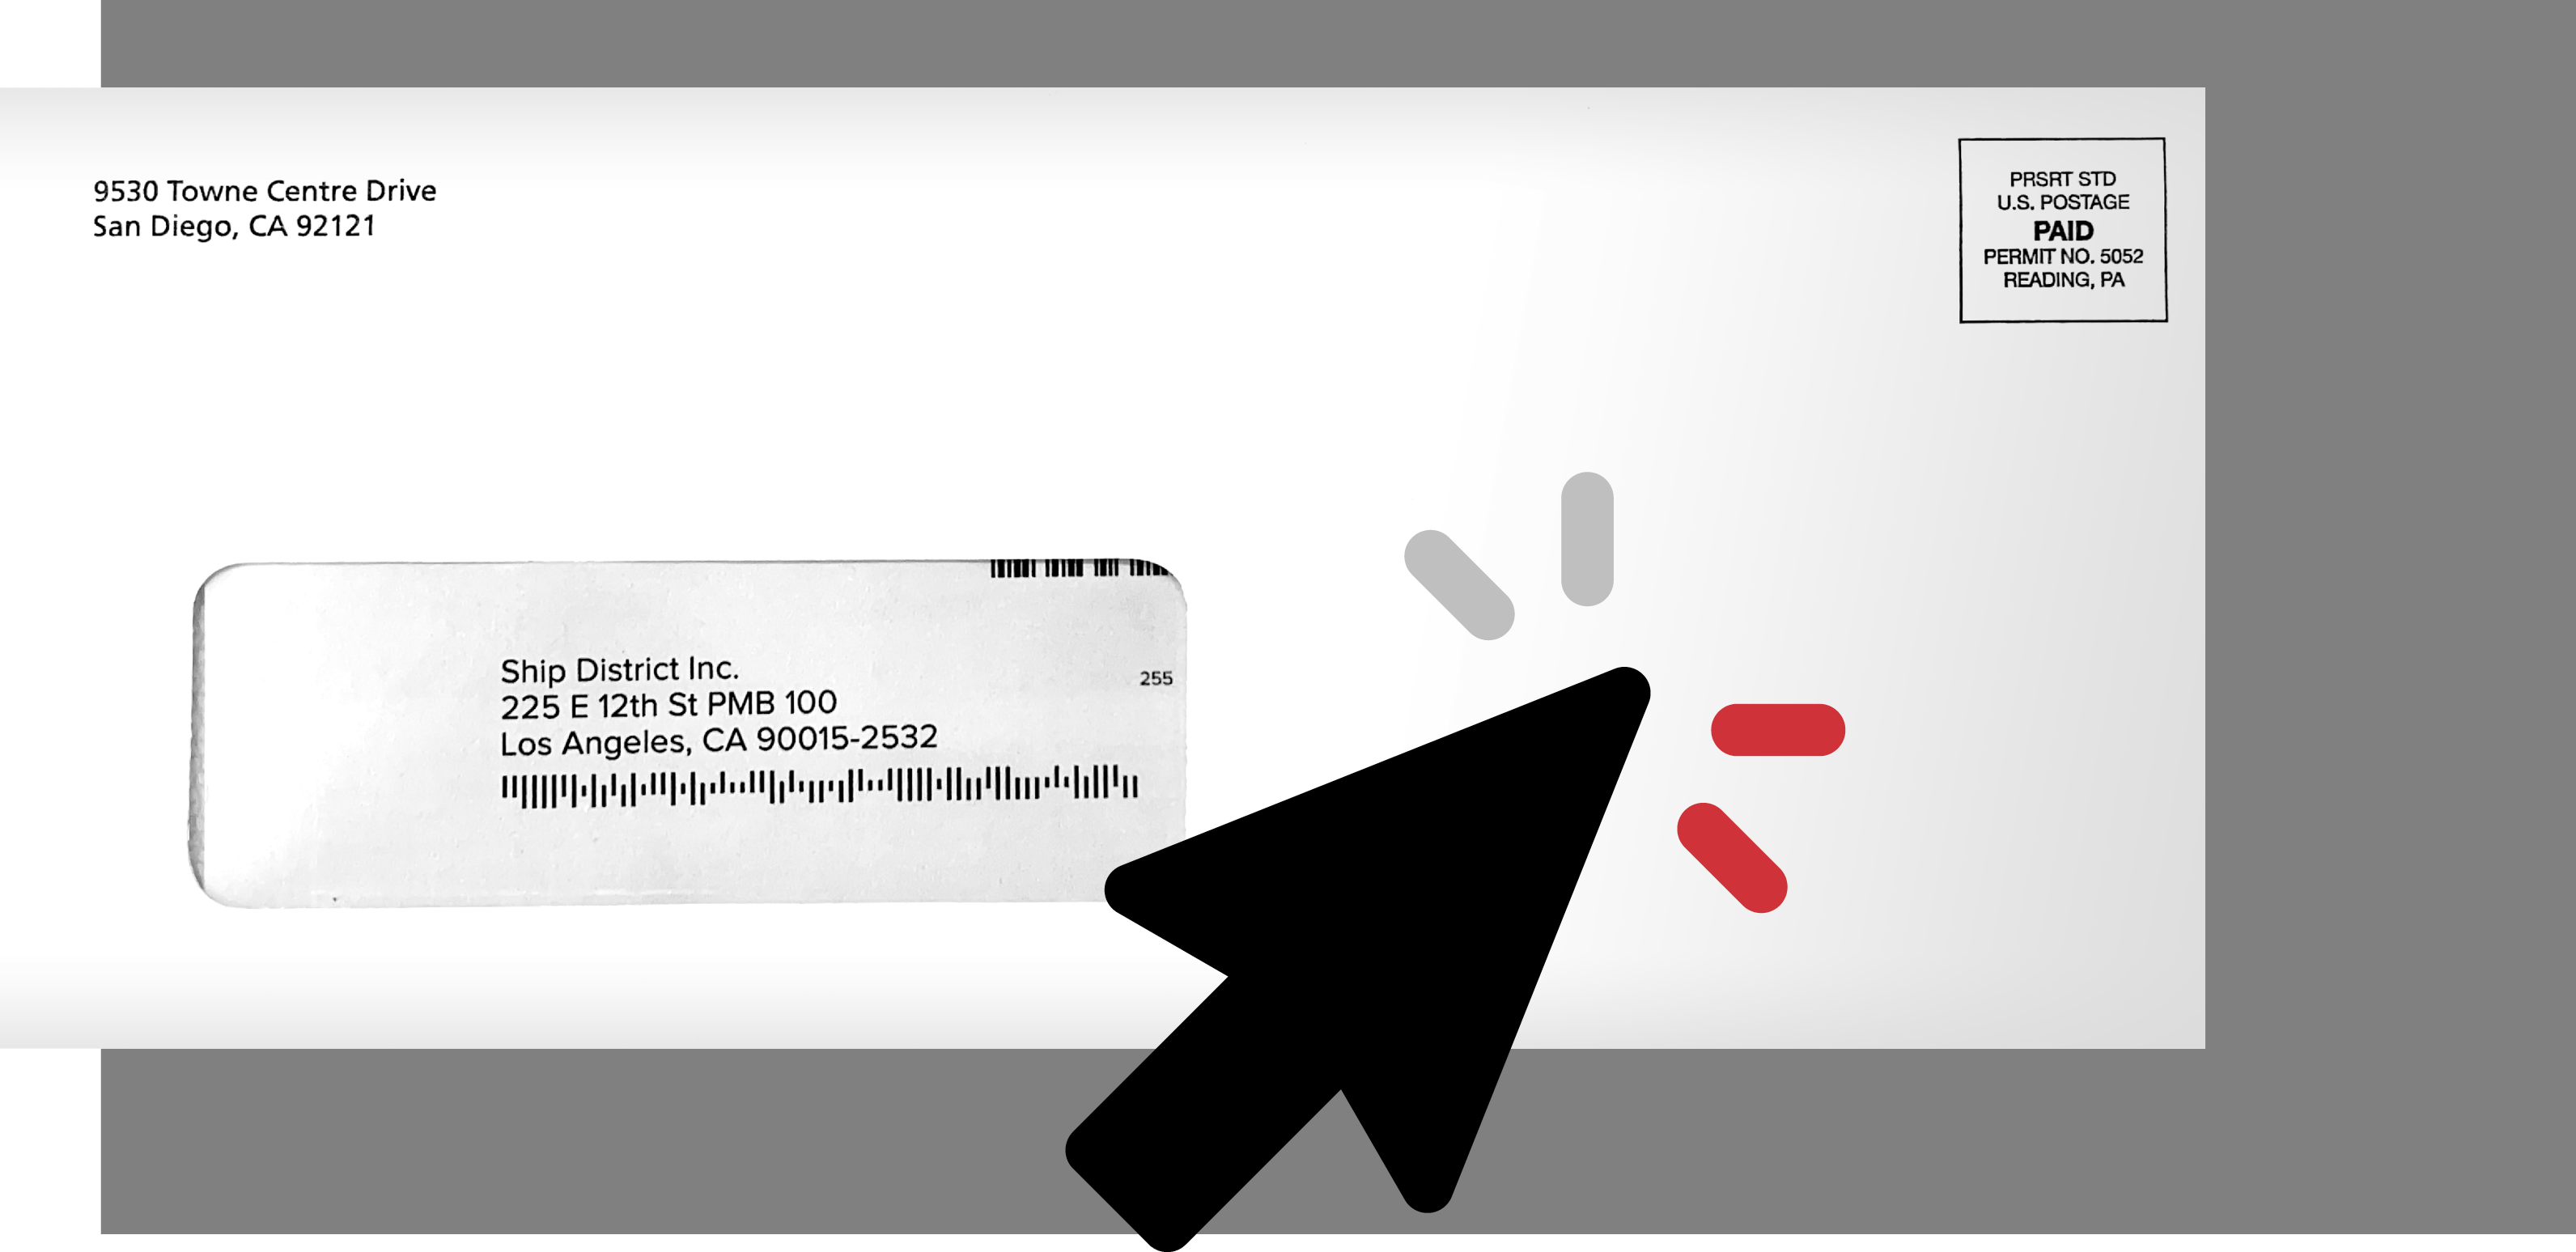 9530 Towne Centre Drive
San Diego, CA 92121
PRSRT STD
U.S. POSTAGE
PAID
PERMIT NO. 5052
READING, PA
Ship District Inc.
255
225 E 12th St PMB 100
Los Angeles, CA 90015-2532